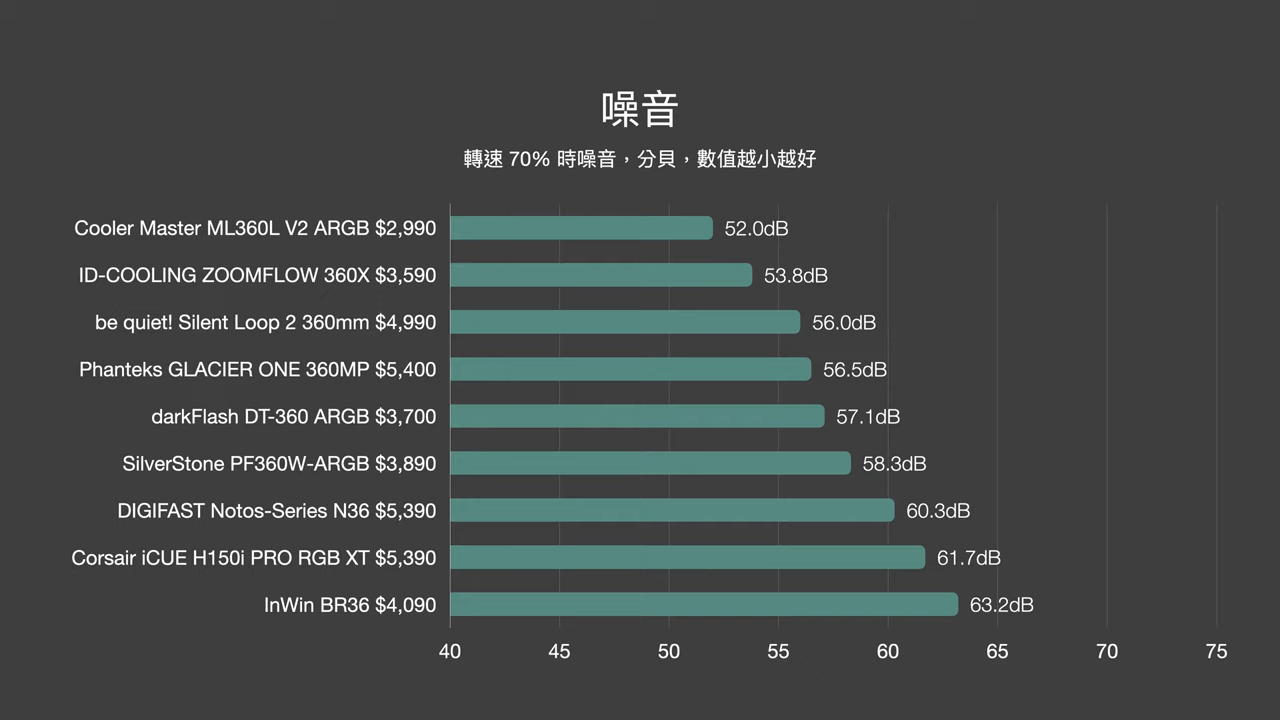 噪音
轉速 70% 時噪音，分貝，數值越小越好
Cooler Master ML360L V2 ARGB $2,990 52.0dB
ID-COOLING ZOOMFLOW 360X $3,590 53.8dB
be quiet! Silent Loop 2 360mm $4,990 56.0dB
Phanteks GLACIER ONE 360MP $5,400 56.5dB
darkFlash DT-360 ARGB $3,700 57.1dB
SilverStone PF360W-ARGB $3,890 58.3dB
DIGIFAST Notos-Series N36 $5,390 60.3dB
Corsair iCUE H150i PRO RGB XT $5,390 61.7dB
InWin BR36 $4,090 63.2dB
40 45 50 55 60 65 70 75